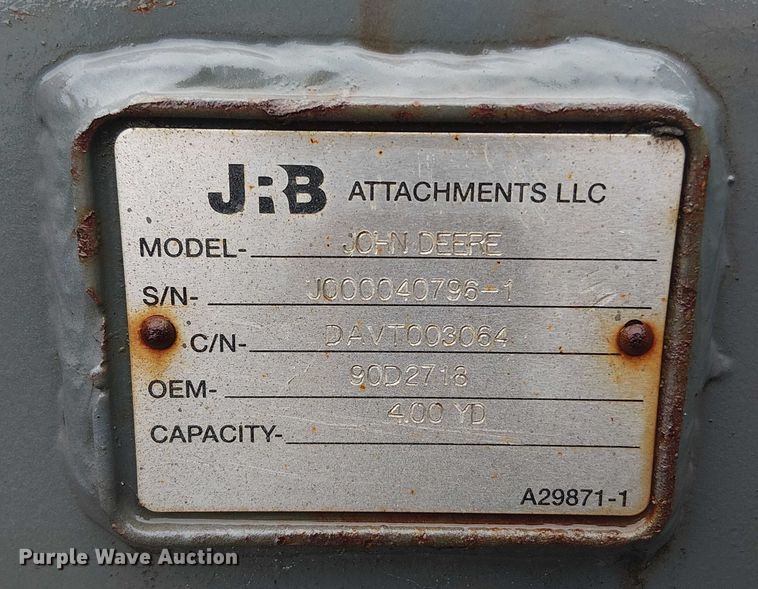 JRB ATTACHMENTS LLC
MODEL- JOHN DEERE
S/N- J000040796-1
C/N- DAVT003064
OEM- 90D2718
CAPACITY- 4.00 YD
A29871-1
Purple Wave Auction